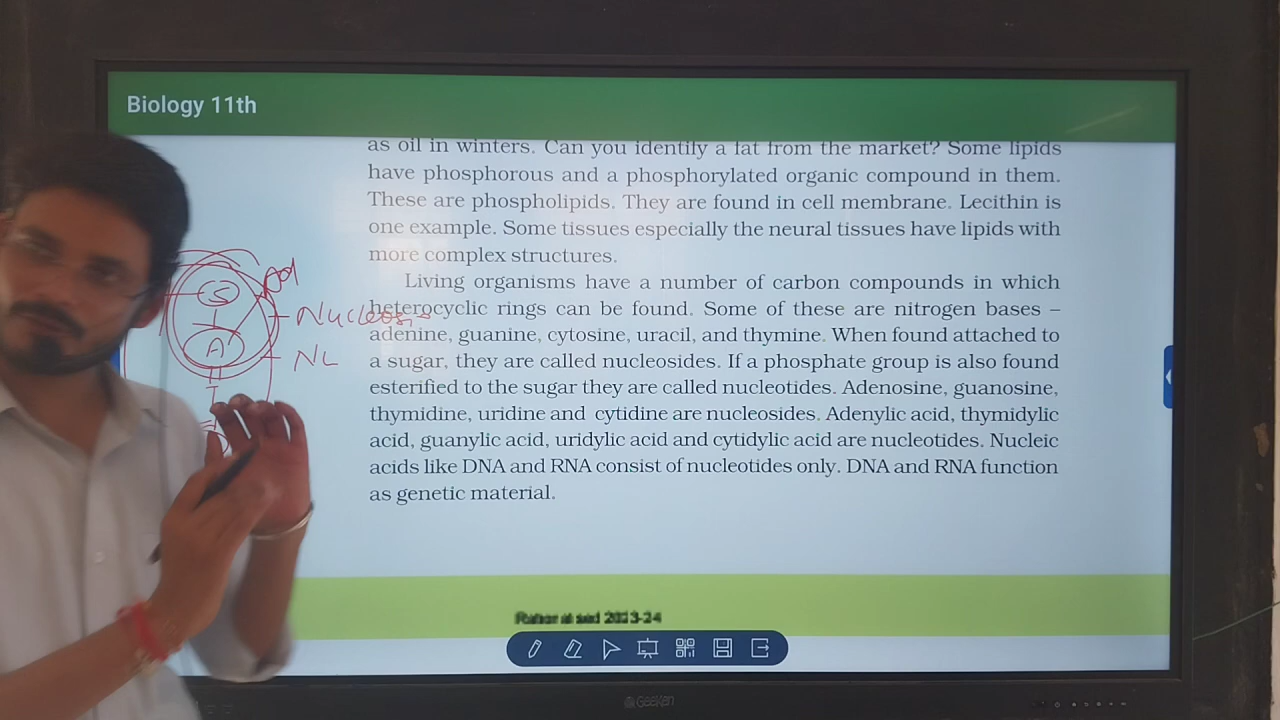 Biology 11th
as oil in winters. Can you identify a fat from the market? Some lipids
have phosphorous and a phosphorylated organic compound in them.
These are phospholipids. They are found in cell membrane. Lecithin is
one example. Some tissues especially the neural tissues have lipids with
more complex structures.
Living organisms have a number of carbon compounds in which
heterocyclic rings can be found. Some of these are nitrogen bases –
adenine, guanine, cytosine, uracil, and thymine. When found attached to
a sugar, they are called nucleosides. If a phosphate group is also found
esterified to the sugar they are called nucleotides. Adenosine, guanosine,
thymidine, uridine and cytidine are nucleosides. Adenylic acid, thymidylic
acid, guanylic acid, uridylic acid and cytidylic acid are nucleotides. Nucleic
acids like DNA and RNA consist of nucleotides only. DNA and RNA function
as genetic material.
S
A
Nucleosi
NL
2023-24
GeeKen